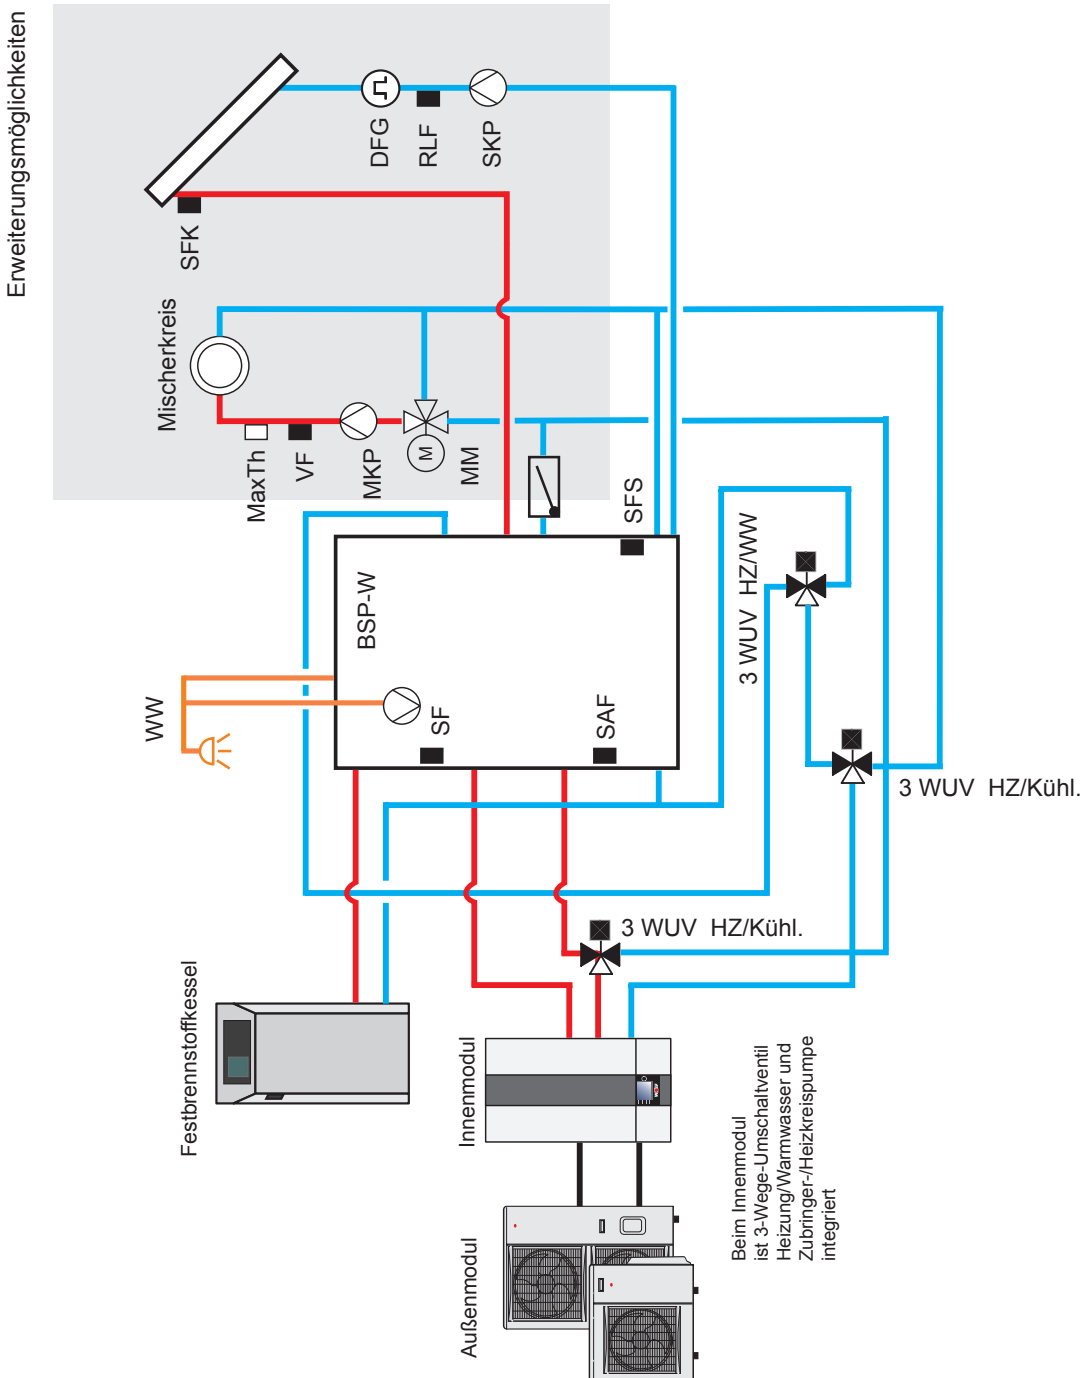 Erweiterungsmöglichkeiten
DFG
RLF
SKP
SFK
Mischerkreis
MaxTh
VF
MKP
M
MM
SFS
BSP-W
3 WUV HZ/WW
WW
SF
SAF
3 WUV HZ/Kühl.
3 WUV HZ/Kühl.
Festbrennstoffkessel
Innenmodul
Außenmodul
Beim Innenmodul
ist 3-Wege-Umschaltventil
Heizung/Warmwasser und
Zubringer-/Heizkreispumpe
integriert